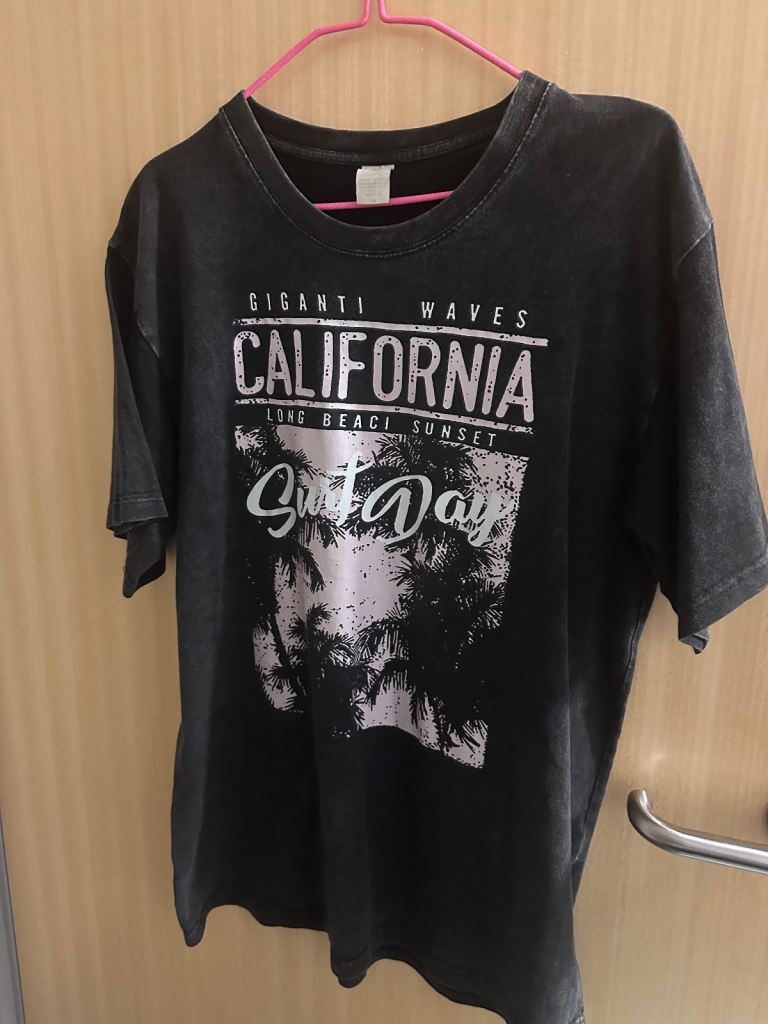 GIGANTI WAVES
CALIFORNIA
LONG BEACI SUNSET
Surf Day